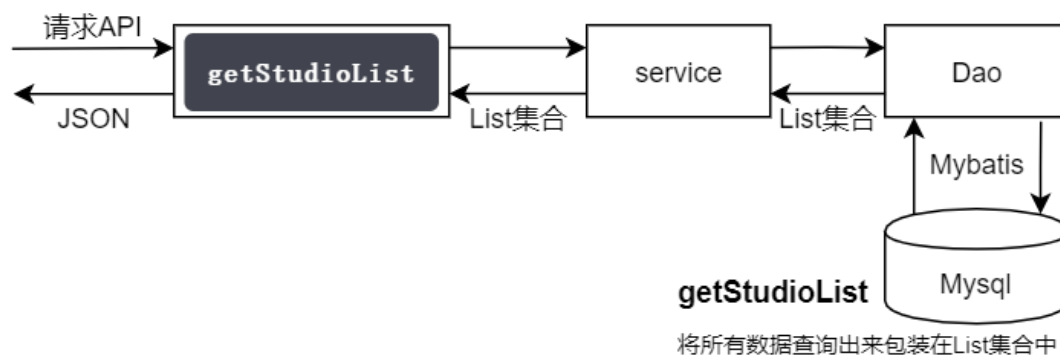 请求API
getStudioList
service
Dao
JSON
List集合
List集合
Mybatis
Mysql
getStudioList
将所有数据查询出来包装在List集合中